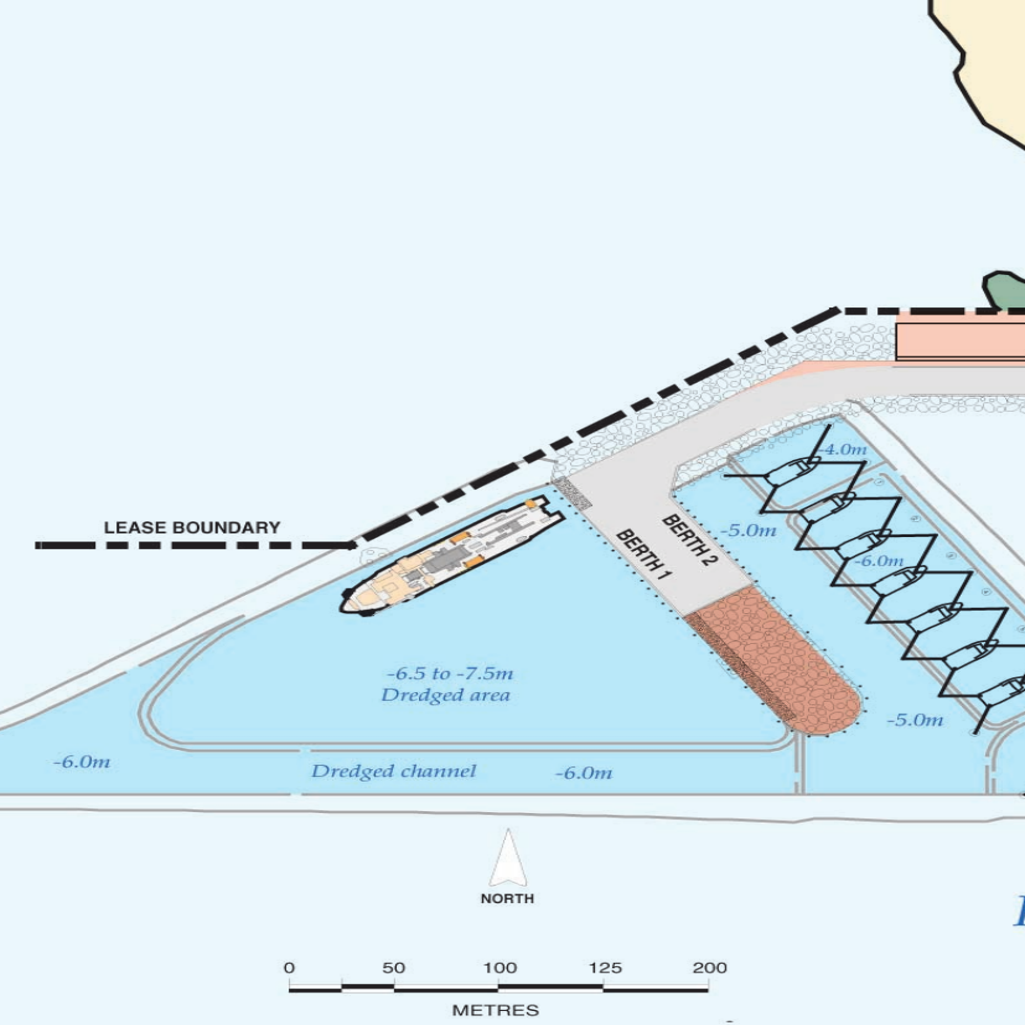 -4.0m
LEASE BOUNDARY
BERTH 2
-5.0m
BERTH 1
-6.0m
-6.5 to -7.5m
Dredged area
-5.0m
-6.0m
Dredged channel
-6.0m
NORTH
0 50 100 125 200
METRES